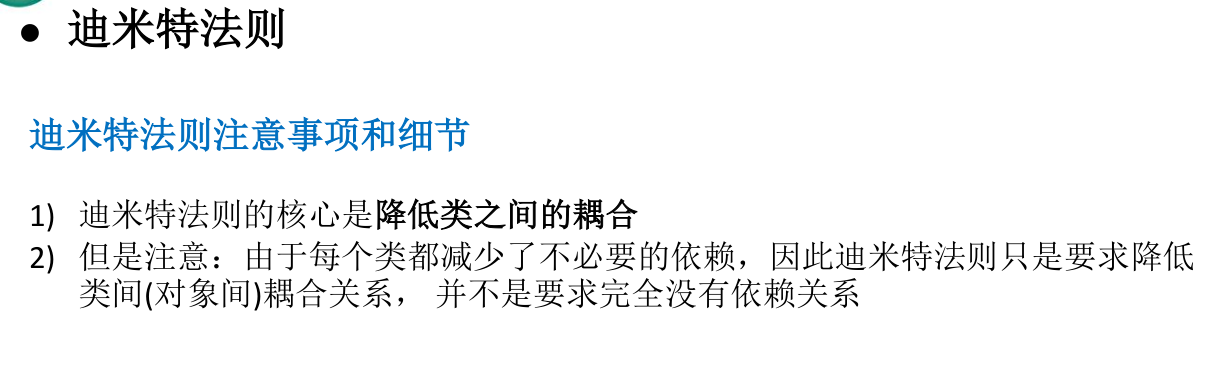 ● 迪米特法则
迪米特法则注意事项和细节
1) 迪米特法则的核心是降低类之间的耦合
2) 但是注意：由于每个类都减少了不必要的依赖，因此迪米特法则只是要求降低
类间(对象间)耦合关系， 并不是要求完全没有依赖关系